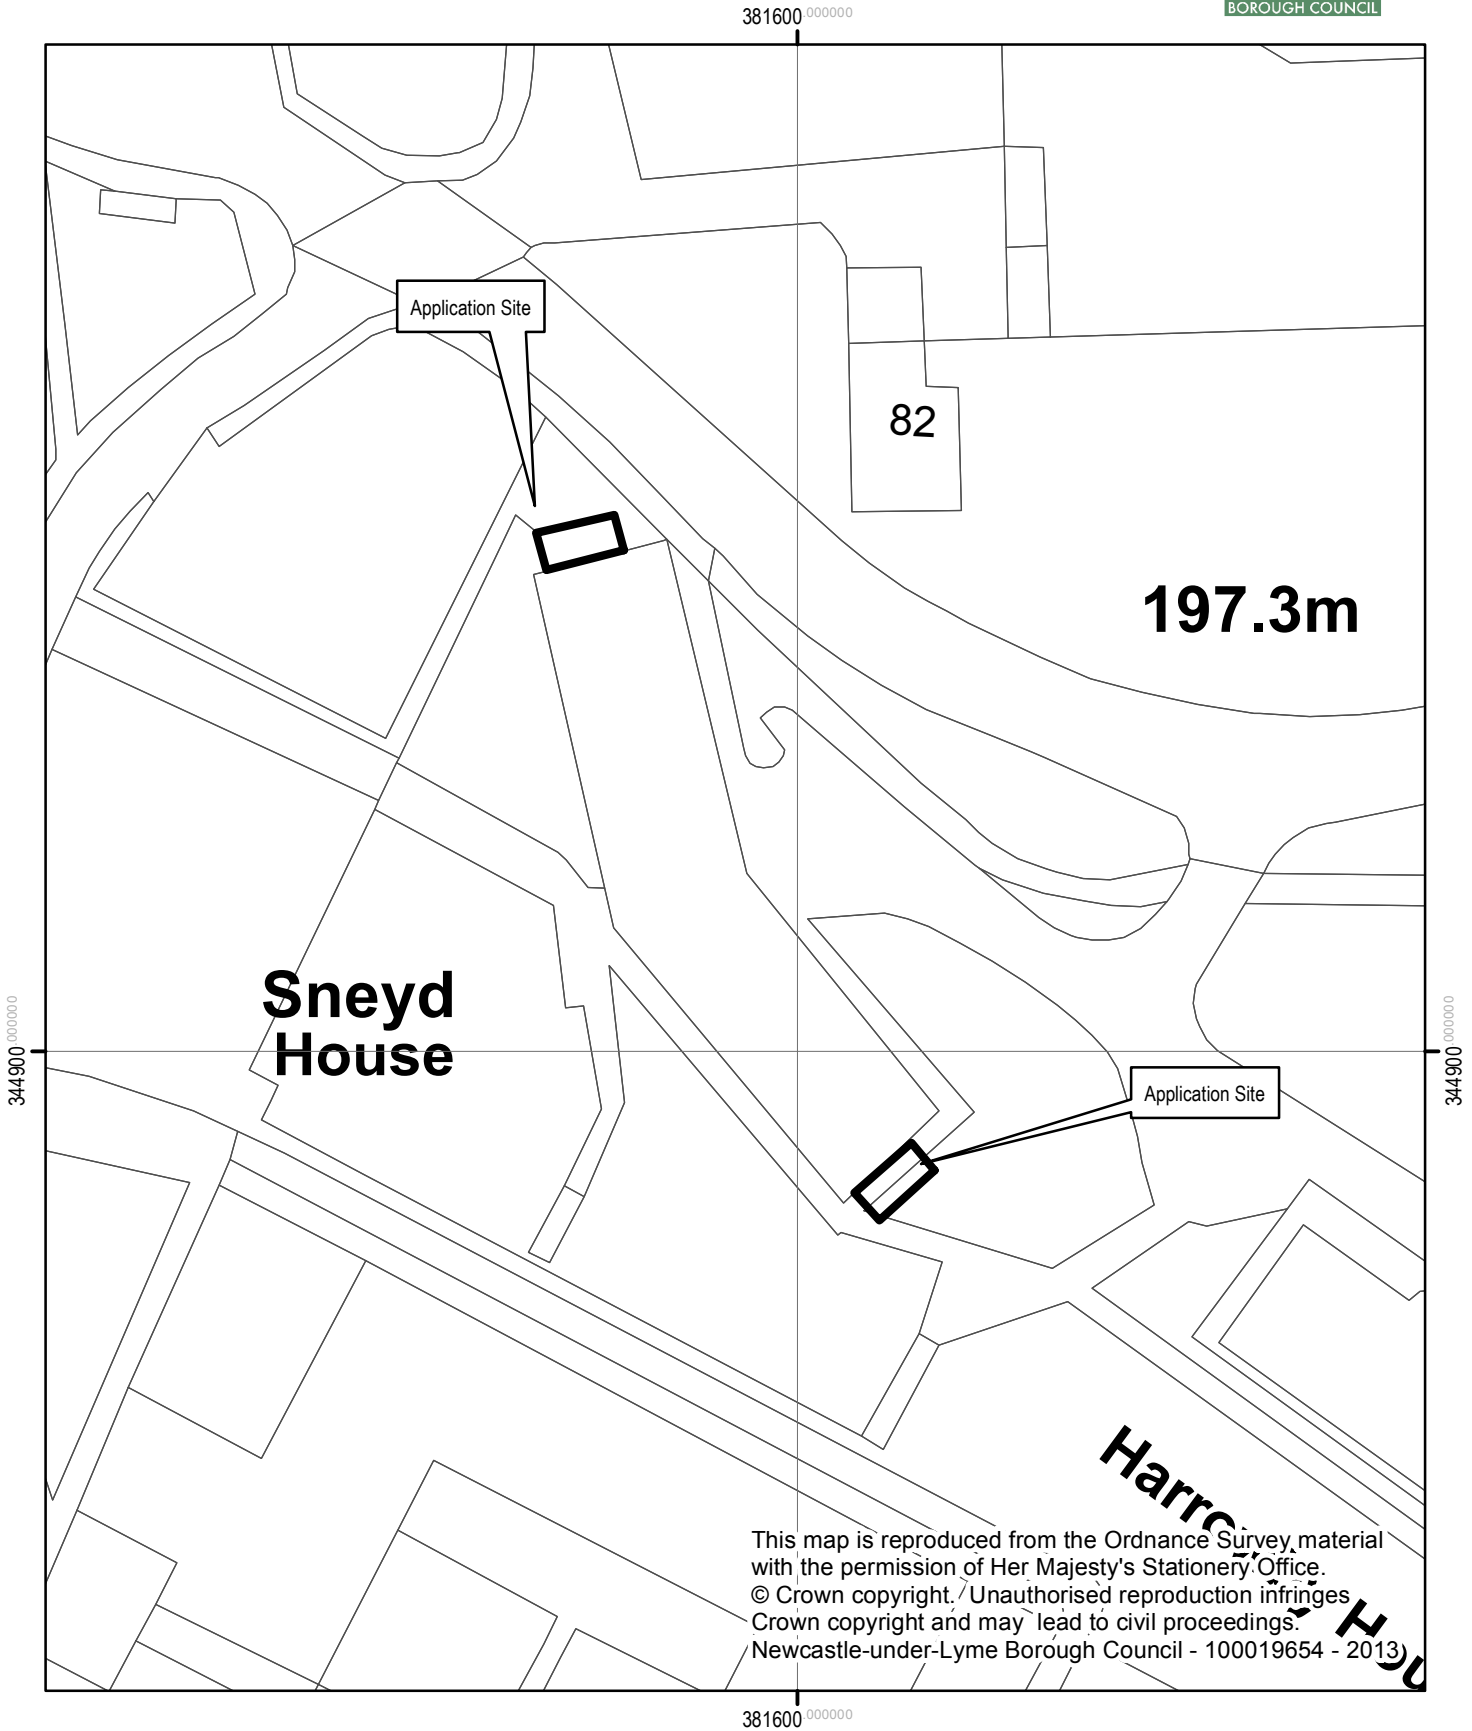 BOROUGH COUNCIL
381600.000000
Application Site
82
197.3m
Sneyd
House
344900.000000
344900.000000
Application Site
This map is reproduced from the Ordnance Survey material
with the permission of Her Majesty's Stationery Office.
© Crown copyright. Unauthorised reproduction infringes
Crown copyright and may lead to civil proceedings.
Newcastle-under-Lyme Borough Council - 100019654 - 2013
381600.000000